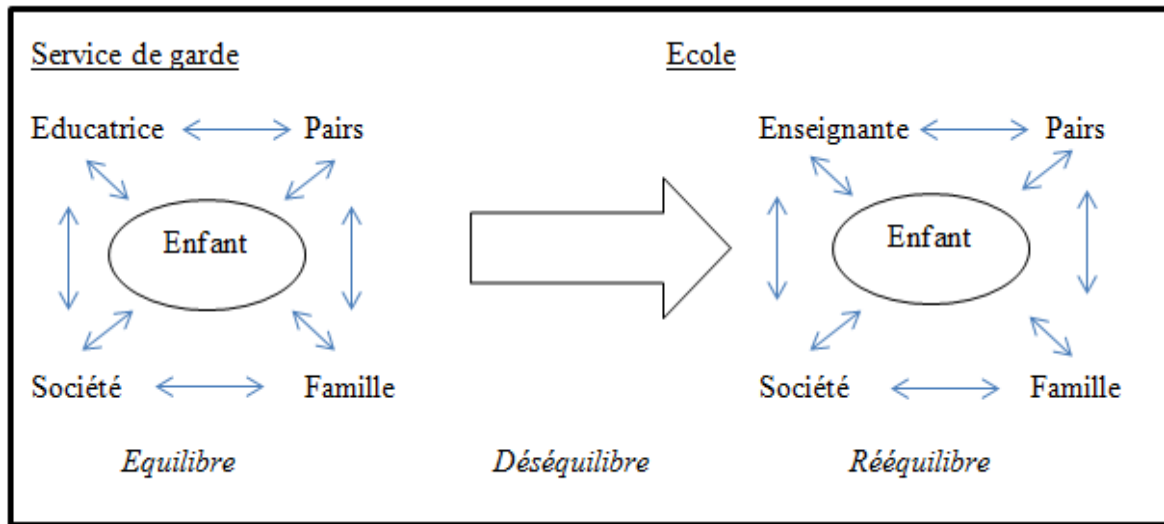 Service de garde
Ecole
Educatrice Pairs
Enseignante Pairs
Enfant
Enfant
Société Famille
Société Famille
Equilibre
Déséquilibre
Rééquilibre